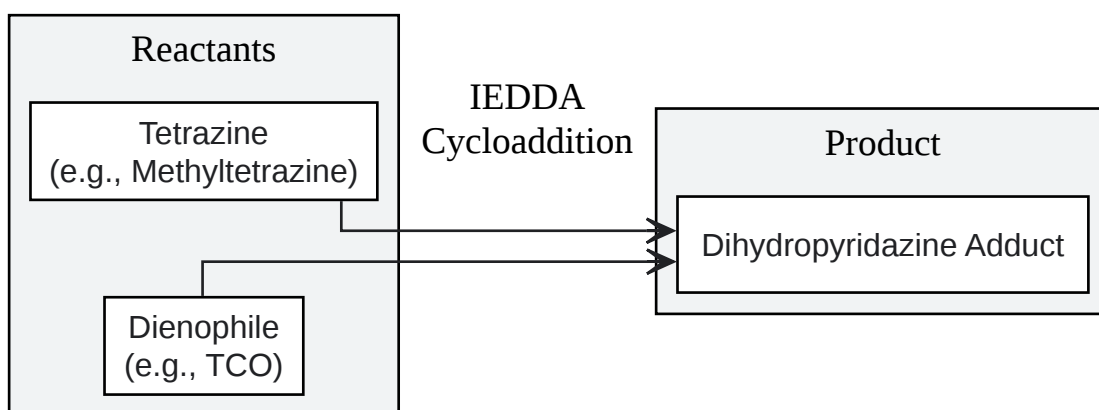 Reactants
Tetrazine
(e.g., Methyltetrazine)
Dienophile
(e.g., TCO)
IEDDA
Cycloaddition
Product
Dihydropyridazine Adduct